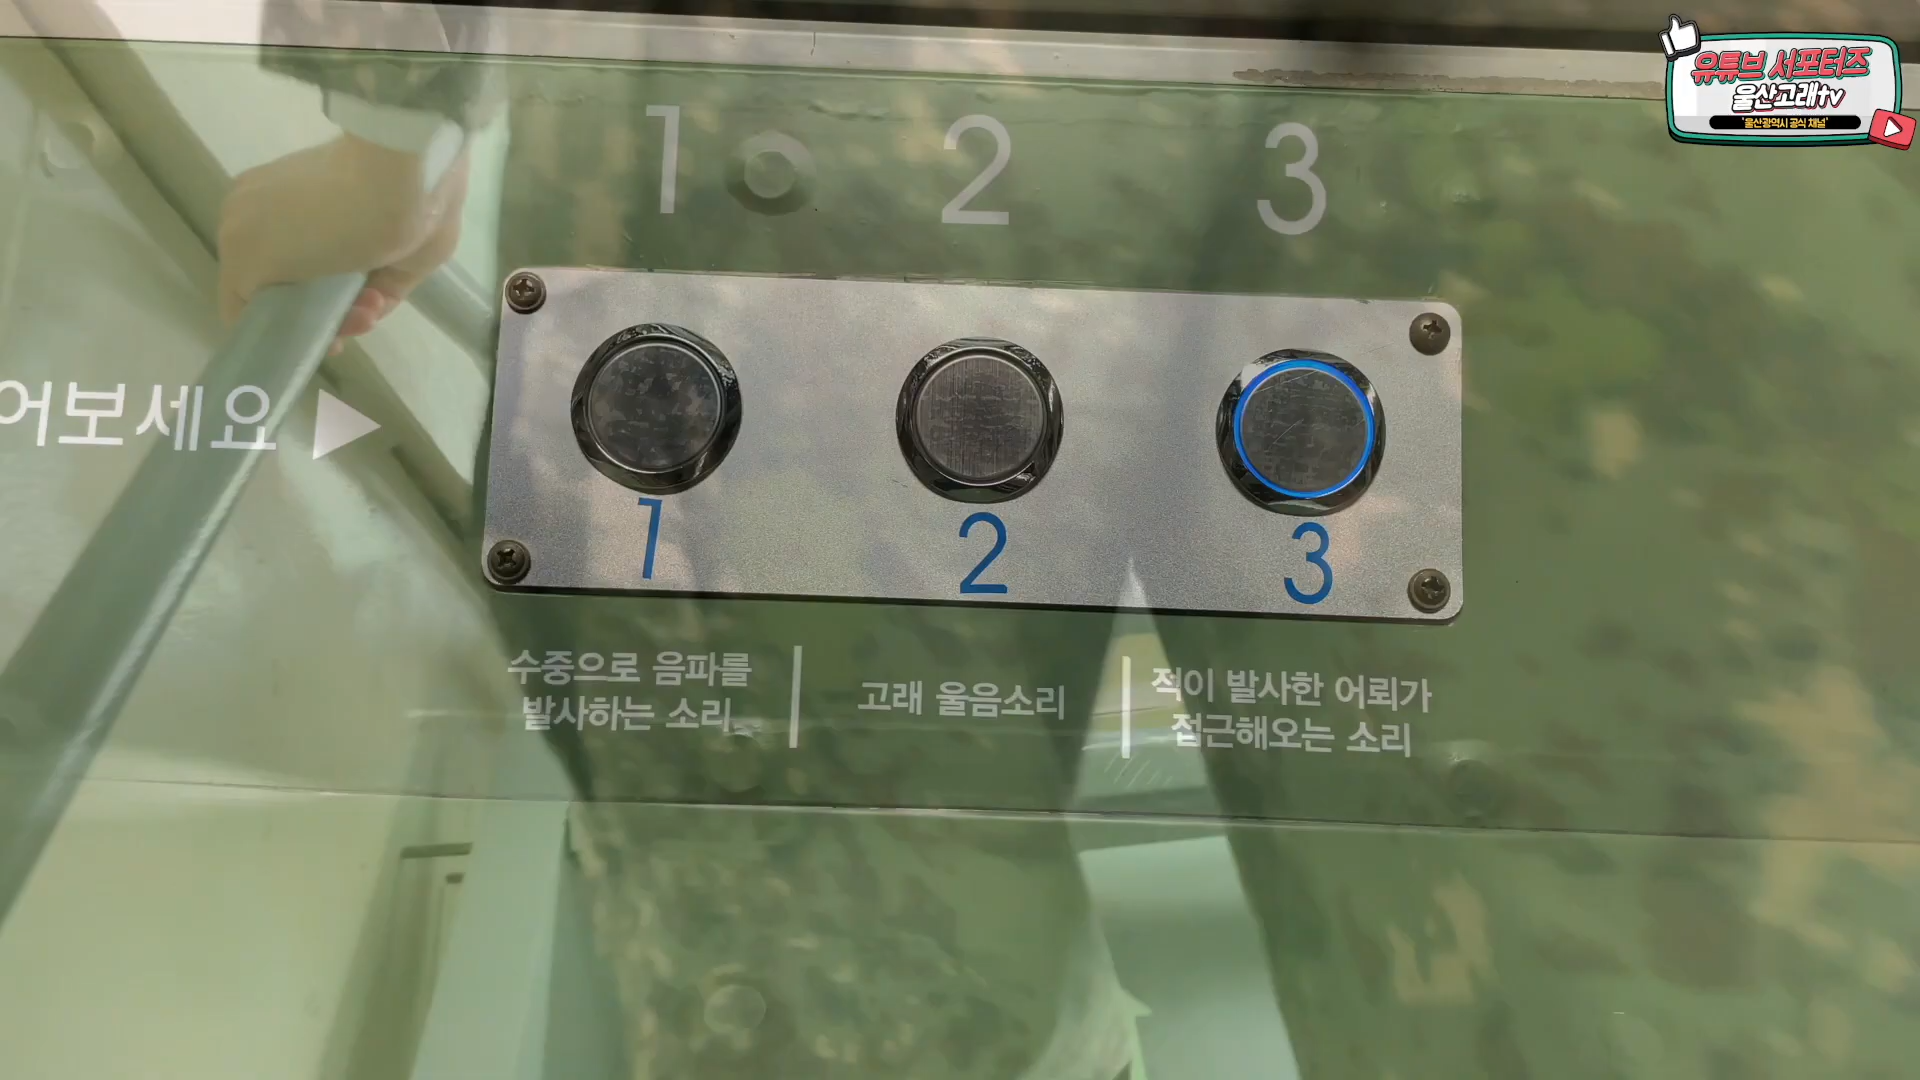 유튜브 서포터즈
울산고래tv
'울산광역시 공식 채널'
1 2 3
어보세요 ▶
1 2 3
수중으로 음파를
발사하는 소리
고래 울음소리
적이 발사한 어뢰가
접근해오는 소리